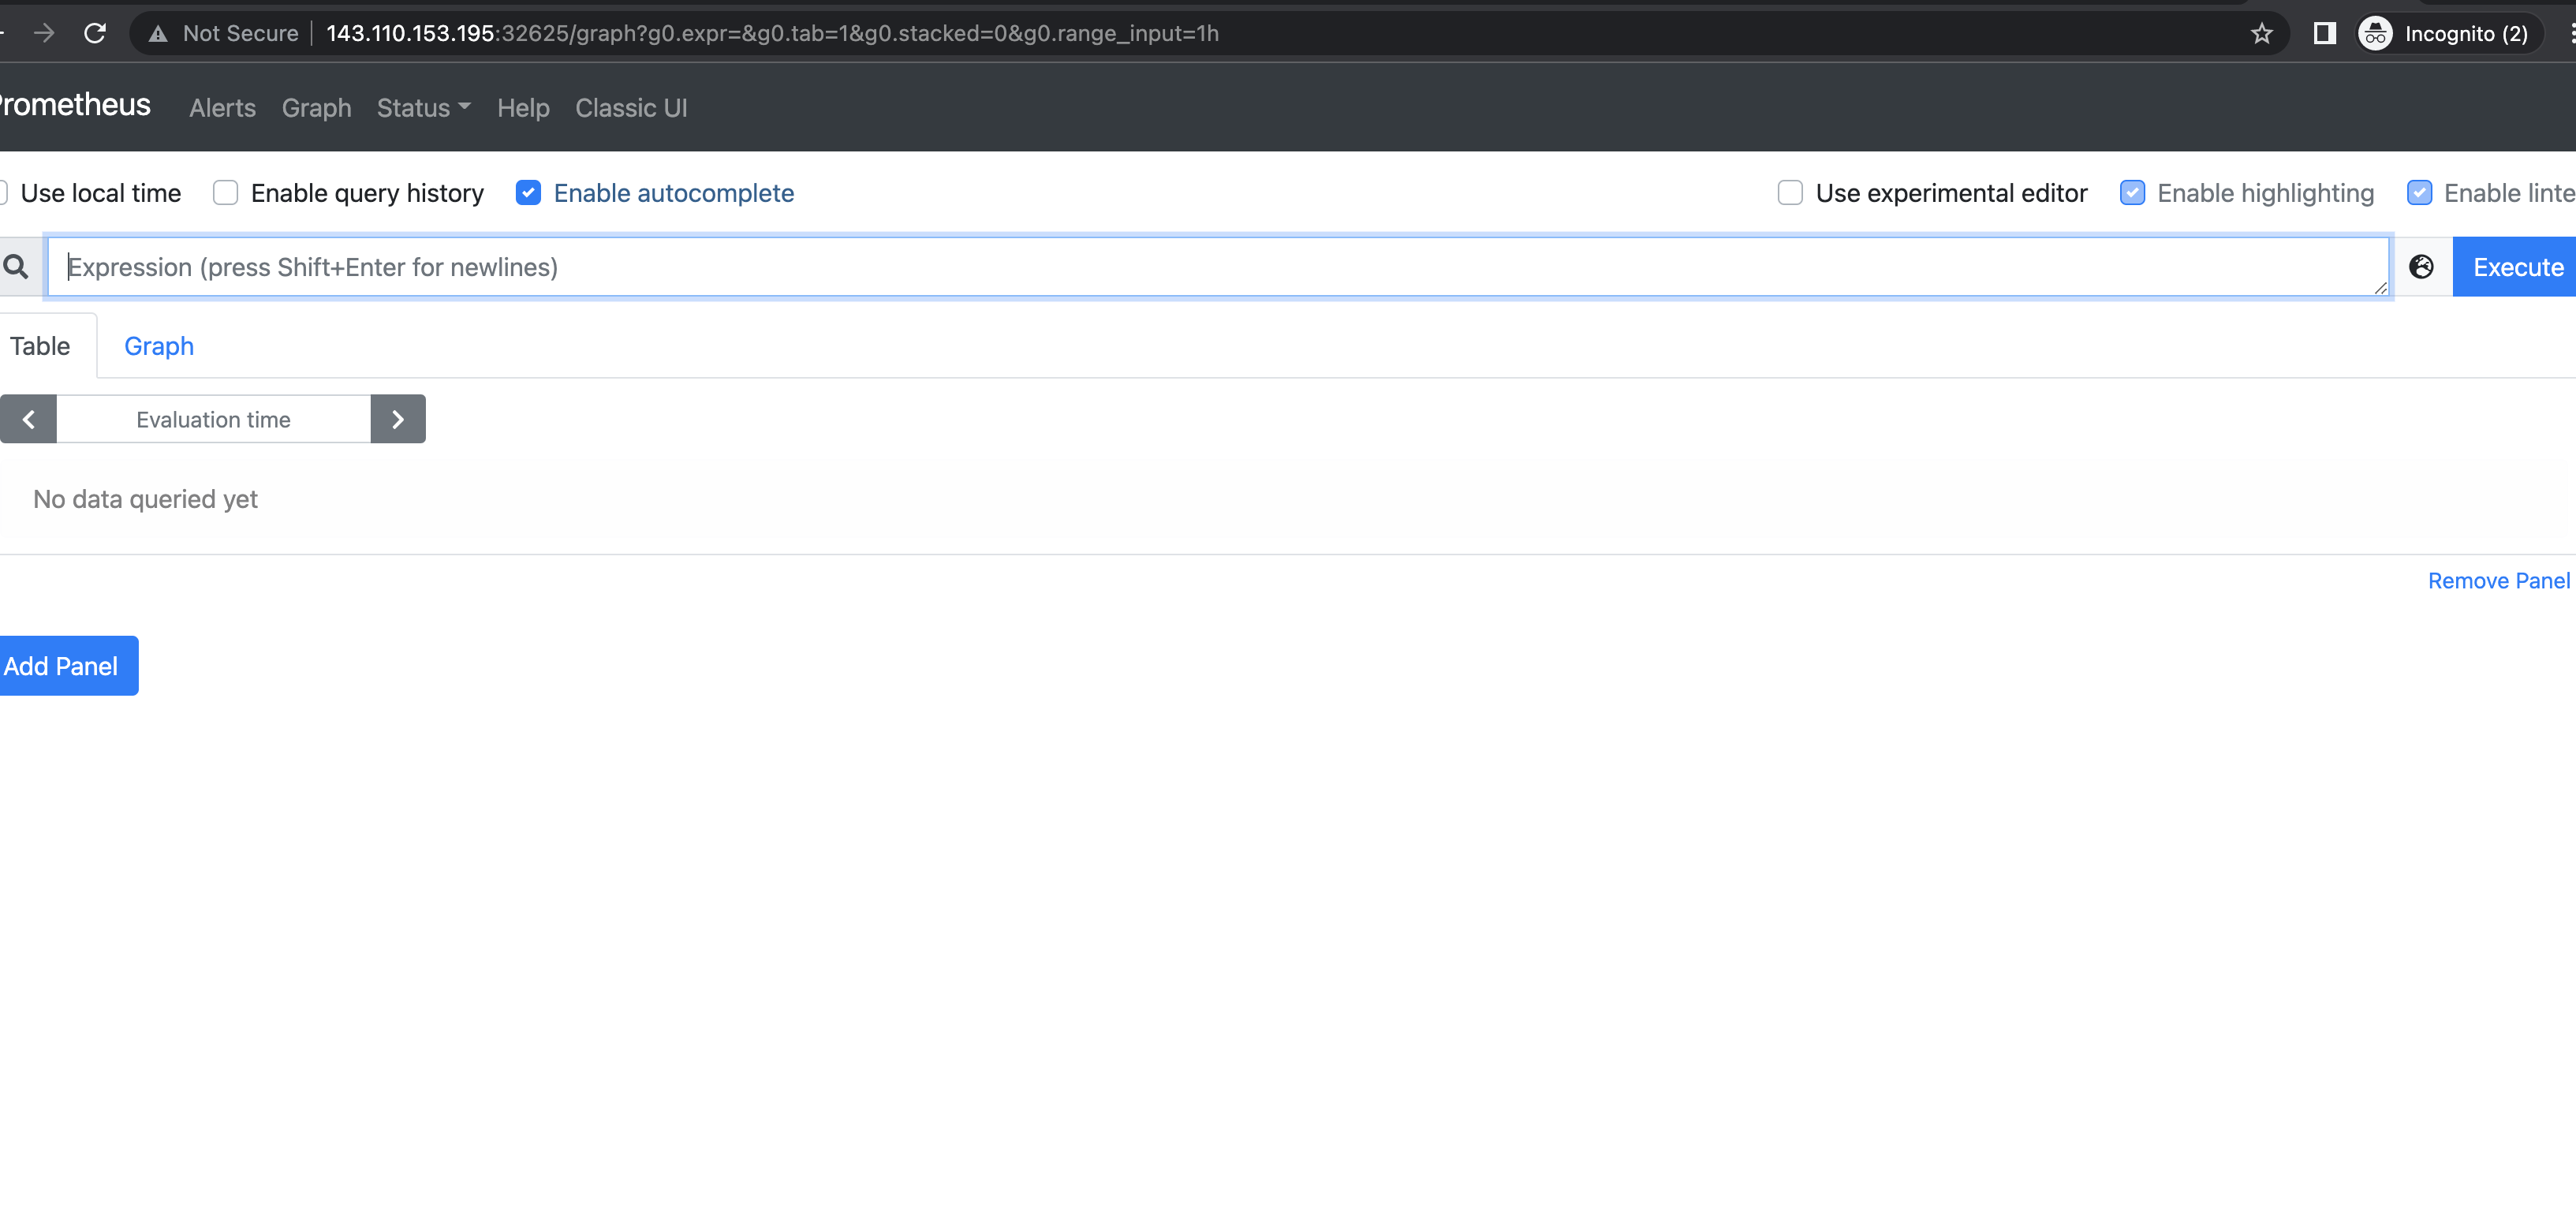 Not Secure 143.110.153.195:32625/graph?g0.expr=&g0.tab=1&g0.stacked=0&g0.range_input=1h Incognito (2)
rometheus Alerts Graph Status Help Classic UI
Use local time Enable query history Enable autocomplete Use experimental editor Enable highlighting Enable linte
Expression (press Shift+Enter for newlines) Execute
Table Graph
Evaluation time
No data queried yet
Remove Panel
Add Panel